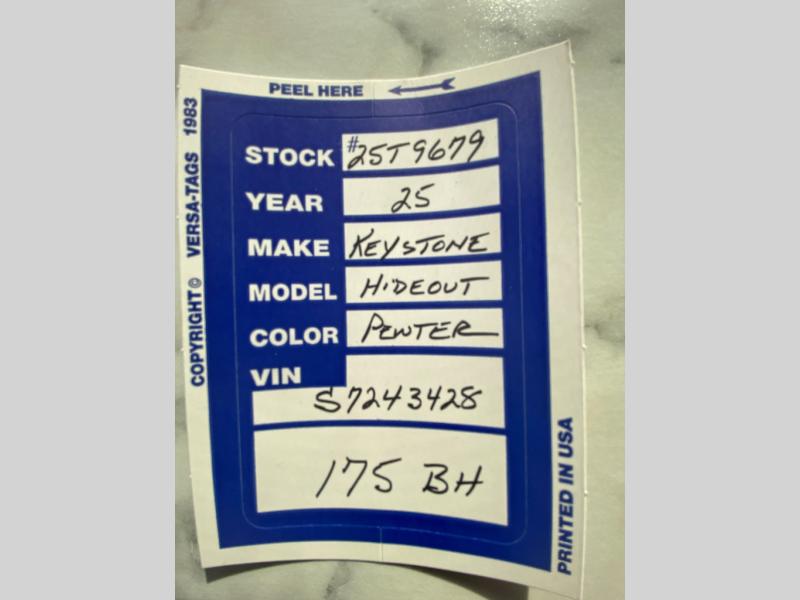 PEEL HERE
COPYRIGHT © VERSA-TAGS 1983
STOCK #25T9679
YEAR 25
MAKE KEYSTONE
MODEL HIDEOUT
COLOR PEWTER
VIN
S7243428
175 BH
PRINTED IN USA